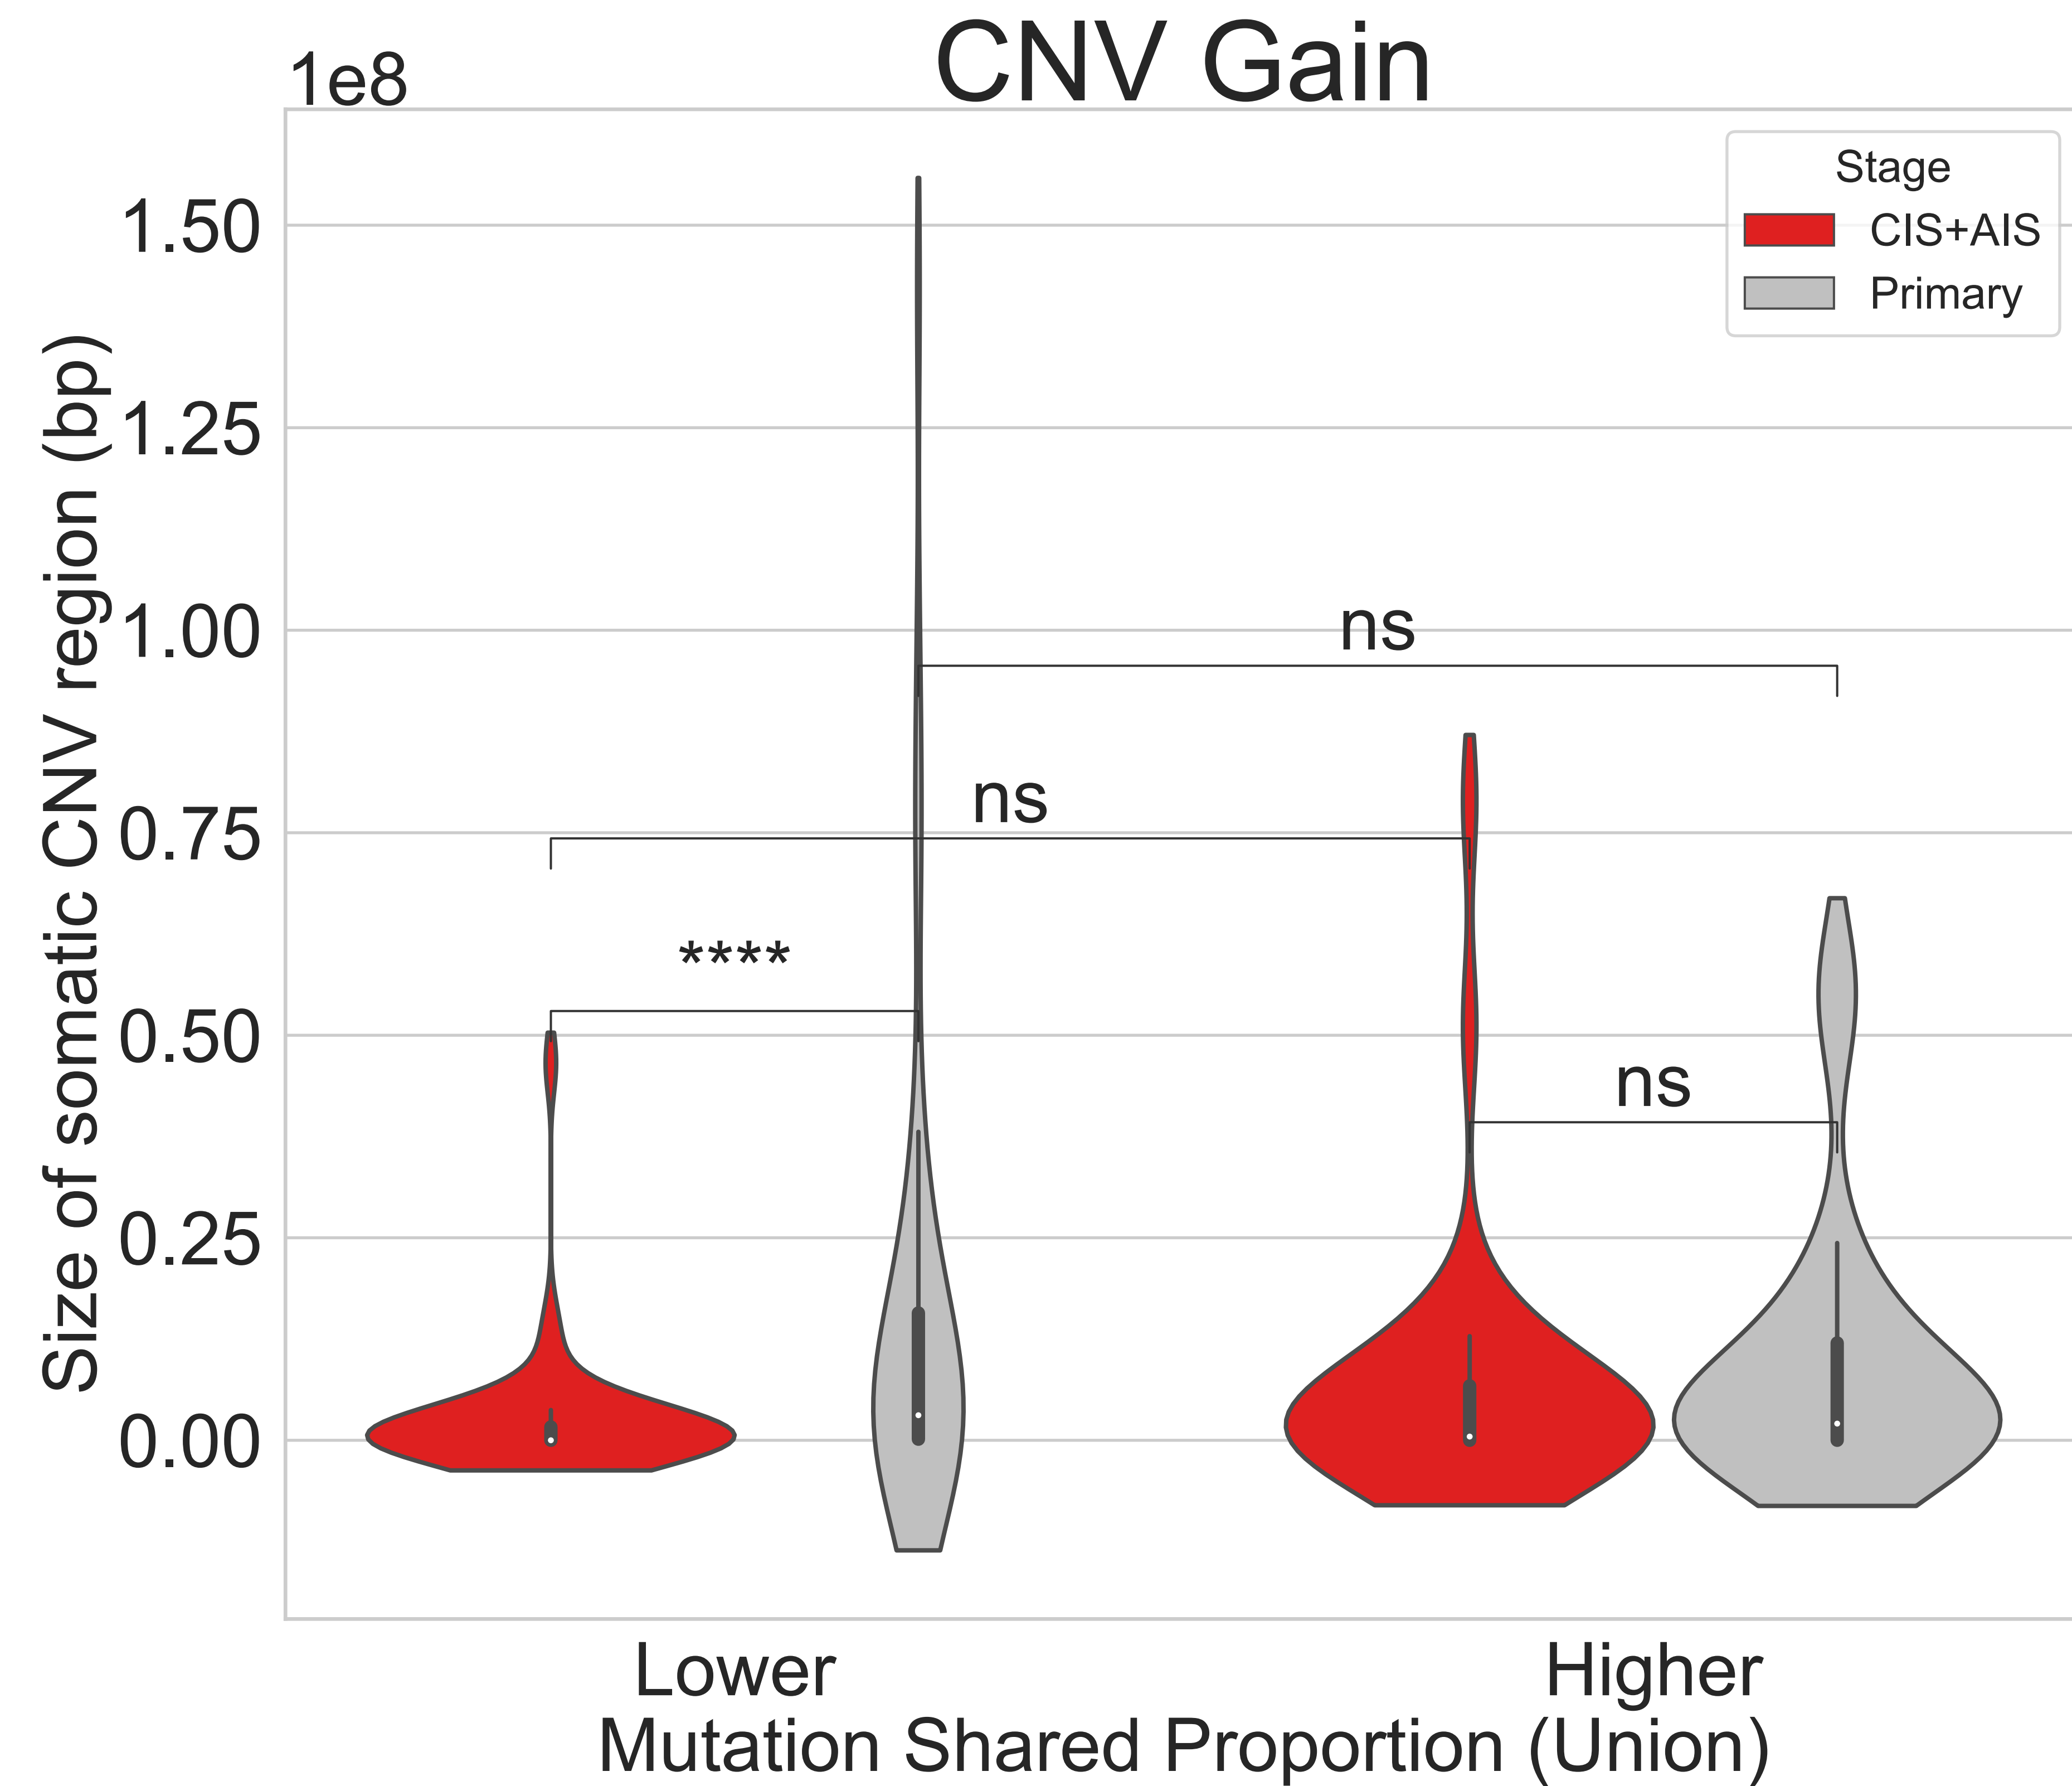 CNV Gain
1e8
Stage
CIS+AIS
Primary
1.50
1.25
1.00
0.75
0.50
0.25
0.00
Size of somatic CNV region (bp)
ns
ns
****
ns
Lower
Higher
Mutation Shared Proportion (Union)